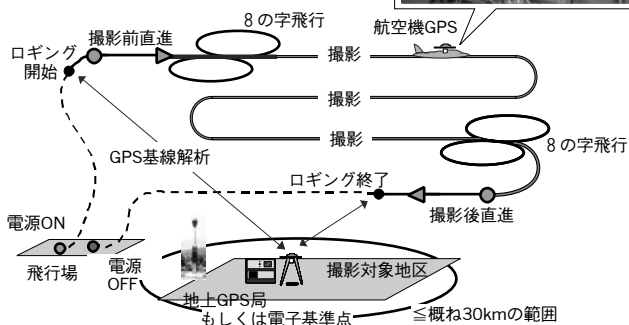 8の字飛行
航空機GPS
撮影前直進
ロギング
開始
撮影
撮影
撮影
8の字飛行
GPS基線解析
ロギング終了
撮影後直進
電源ON
飛行場
電源
OFF
撮影対象地区
地上GPS局
もしくは電子基準点
≦概ね30kmの範囲